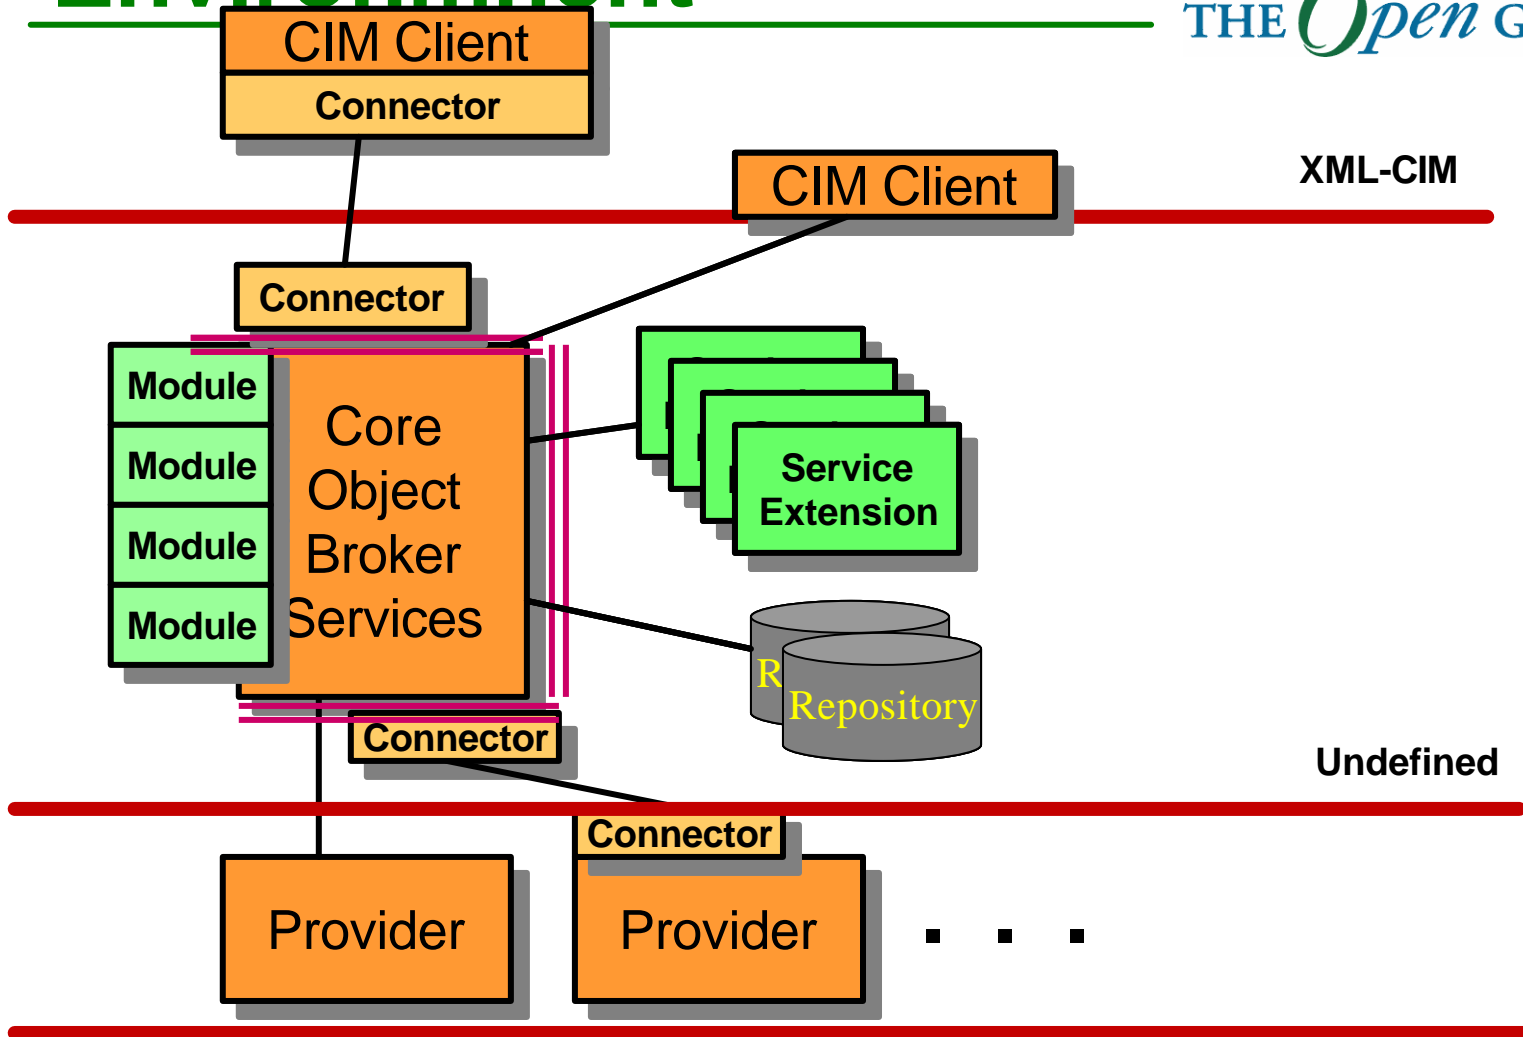 THE Open G
CIM Client
Connector
CIM Client
XML-CIM
Connector
Module
Module
Module
Module
Core
Object
Broker
Services
Service
Extension
R
Repository
Connector
Undefined
Connector
Provider
Provider
. . .